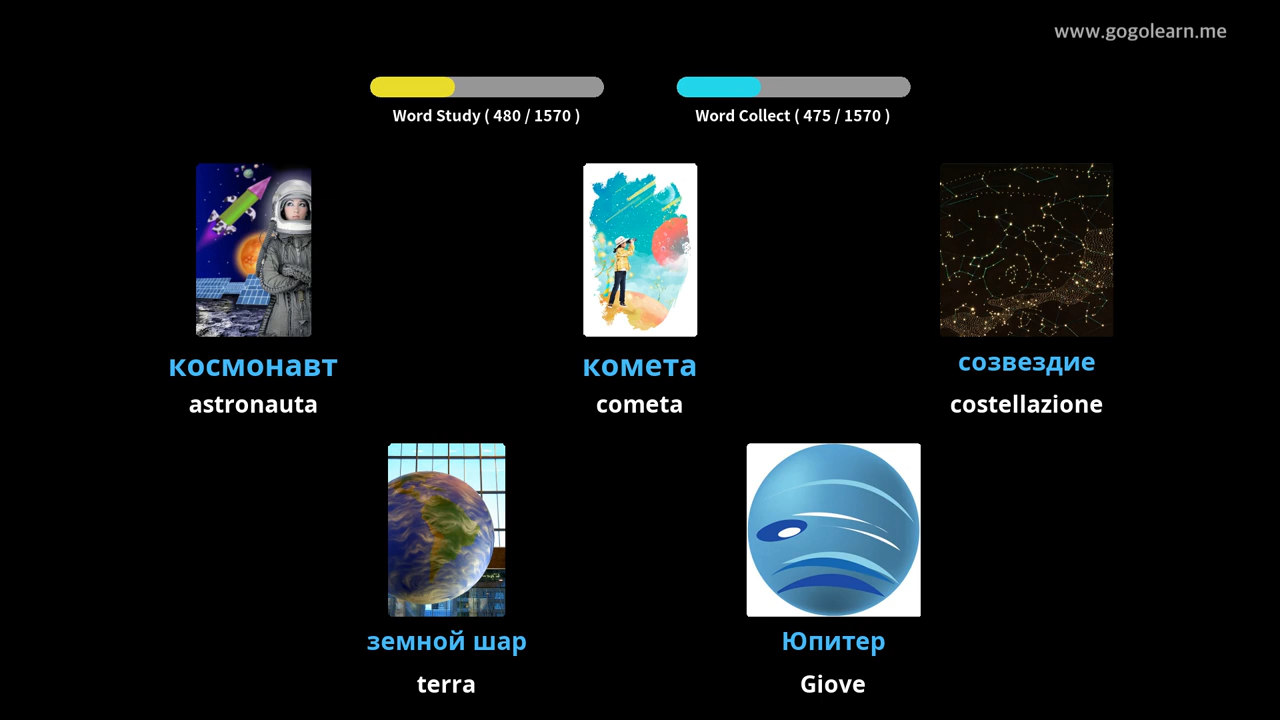 www.gogolearn.me
Word Study ( 480 / 1570 )
Word Collect ( 475 / 1570 )
космонавт
комета
созвездие
astronauta
cometa
costellazione
земной шар
Юпитер
terra
Giove